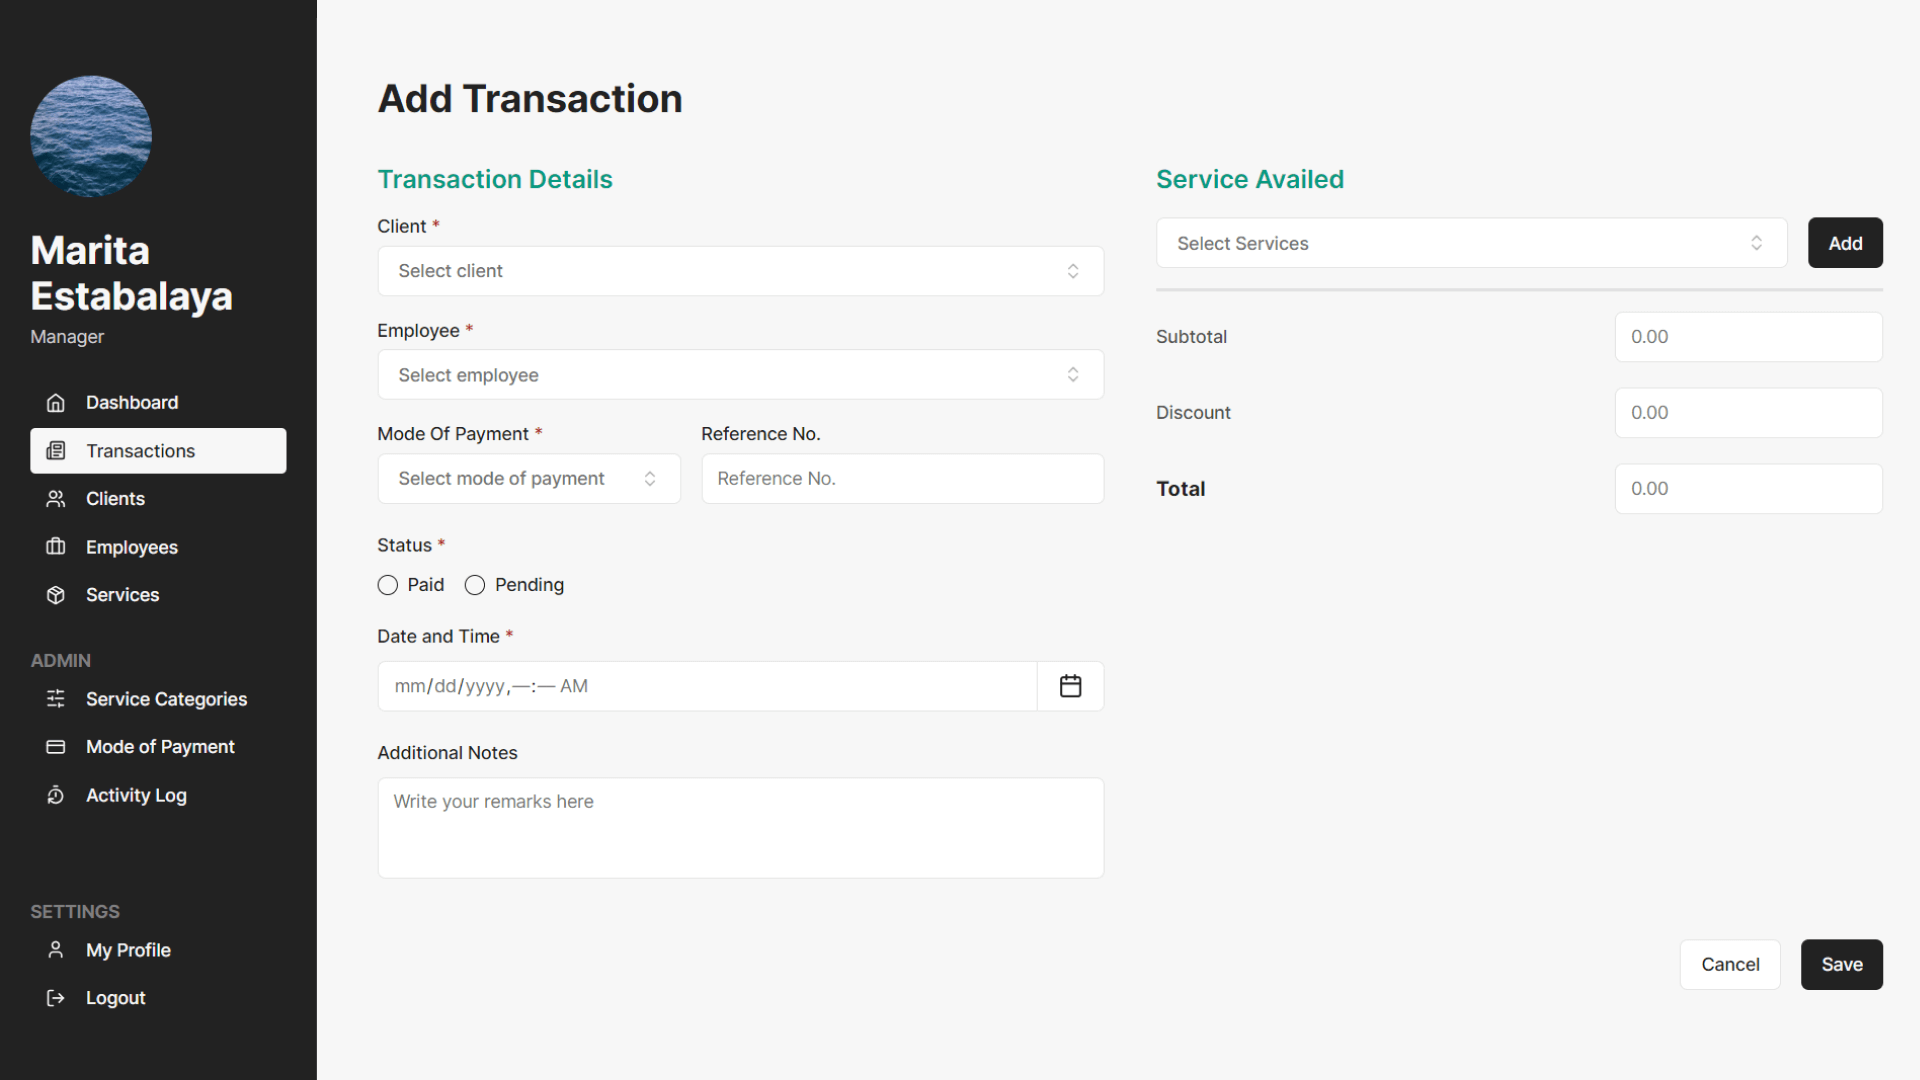 Marita
Estabalaya
Manager
Dashboard
Transactions
Clients
Employees
Services
ADMIN
Service Categories
Mode of Payment
Activity Log
SETTINGS
My Profile
Logout
Add Transaction
Transaction Details
Client *
Select client
Employee *
Select employee
Mode Of Payment * Reference No.
Select mode of payment Reference No.
Status *
Paid Pending
Date and Time *
mm/dd/yyyy,—:— AM
Additional Notes
Write your remarks here
Service Availed
Select Services Add
Subtotal 0.00
Discount 0.00
Total 0.00
Cancel Save